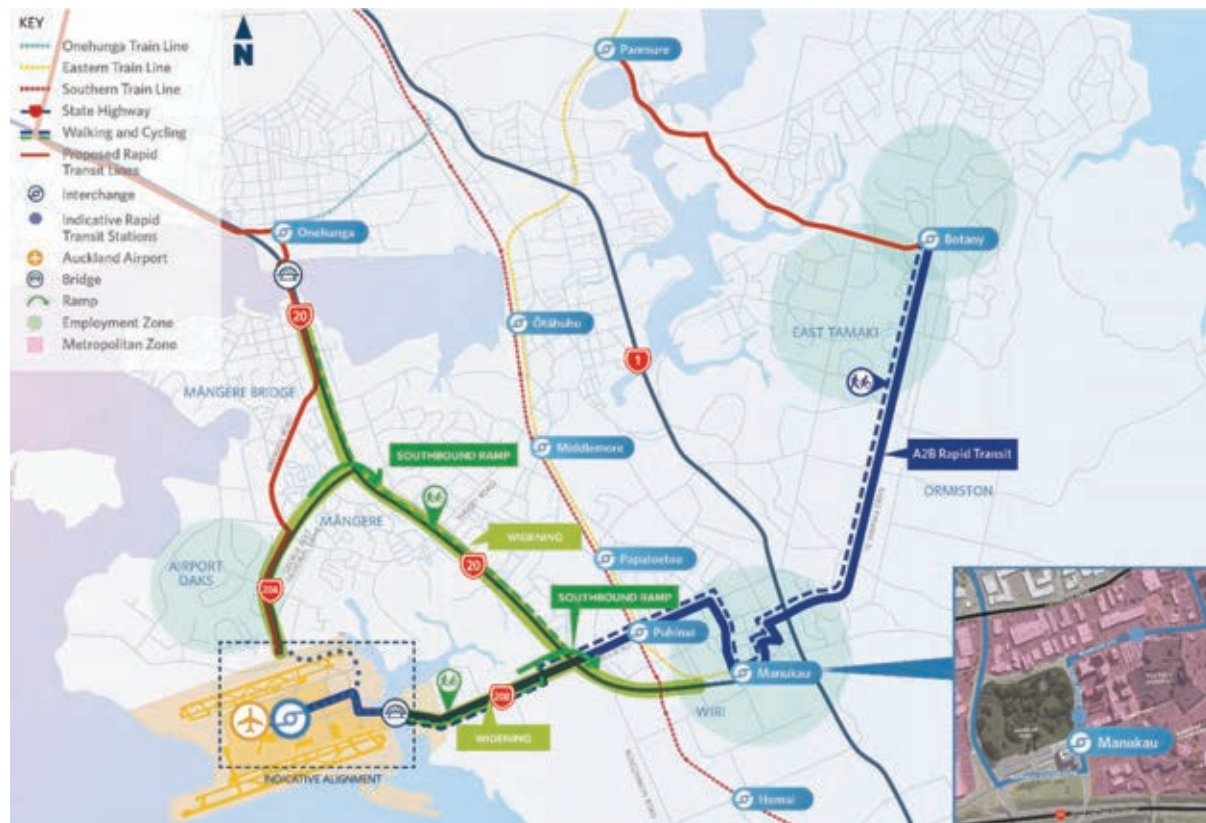 KEY
Onehunga Train Line
Eastern Train Line
Southern Train Line
State Highway
Walking and Cycling
Proposed Rapid
Transit Lines
Interchange
Indicative Rapid
Transit Stations
Auckland Airport
Bridge
Ramp
Employment Zone
Metropolitan Zone
N
Panmure
Onehunga
Botany
20
Ōtāhuhu
EAST TAMAKI
1
MĀNGERE BRIDGE
Middlemore
SOUTHBOUND RAMP
A2B Rapid Transit
ORMISTON
MĀNGERE
WIDENING
Papatoetoe
AIRPORT
OAKS
20
20A
SOUTHBOUND RAMP
Puhinui
Manukau
WIRI
20B
WIDENING
INDICATIVE ALIGNMENT
Homai
Manukau